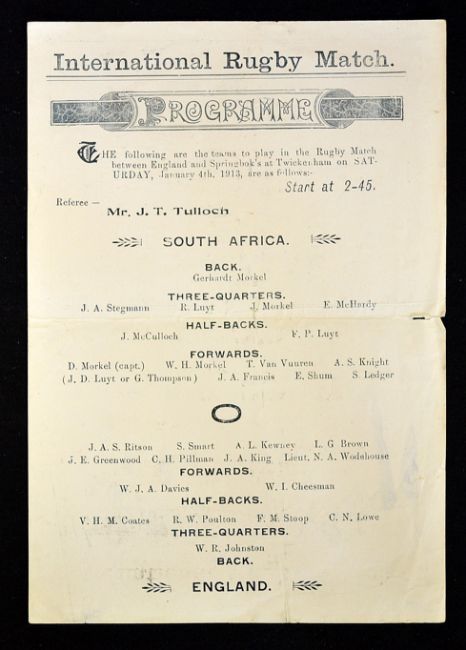 International Rugby Match.
PROGRAMME
THE following are the teams to play in the Rugby Match
between England and Springbok's at Twickenham on SAT-
URDAY, January 4th, 1913, are as follows:-
Start at 2-45.
Referee —
Mr. J. T. Tulloch
SOUTH AFRICA.
BACK.
Gerhardt Morkel
THREE-QUARTERS.
J. A. Stegmann R. Luyt J. Morkel E. McHardy
HALF-BACKS.
J. McCulloch F. P. Luyt
FORWARDS.
D. Morkel (capt.) W. H. Morkel T. Van Vuuren A. S. Knight
(J. D. Luyt or G. Thompson) J. A. Francis E. Shum S. Ledger
J. A. S. Ritson S. Smart A. L. Kewney L. G Brown
J. E. Greenwood C. H. Pillman J. A. King Lieut. N. A. Wodehouse
FORWARDS.
W. J. A. Davies W. I. Cheesman
HALF-BACKS.
V. H. M. Coates R. W. Poulton F. M. Stoop C. N. Lowe
THREE-QUARTERS.
W. R. Johnston
BACK.
ENGLAND.